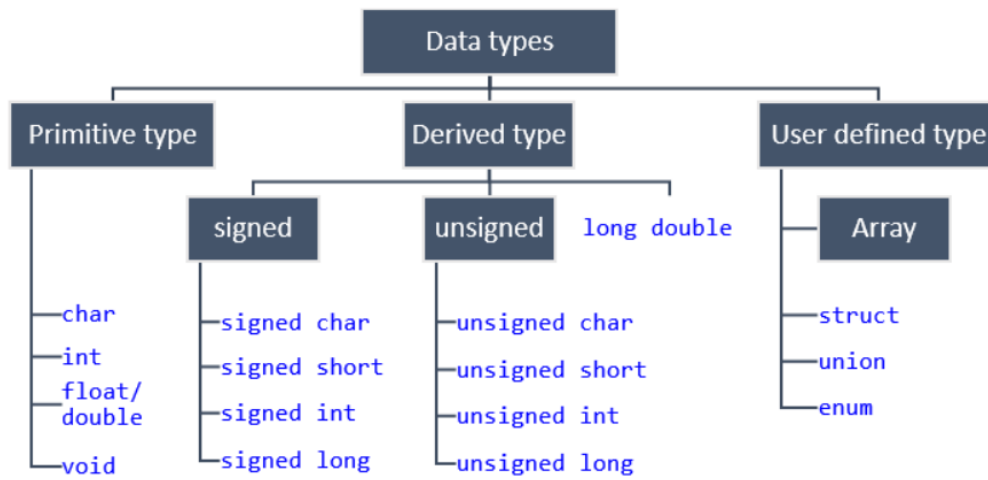 Data types
Primitive type
Derived type
User defined type
signed
unsigned
long double
Array
char
int
float/
double
void
signed char
signed short
signed int
signed long
unsigned char
unsigned short
unsigned int
unsigned long
struct
union
enum